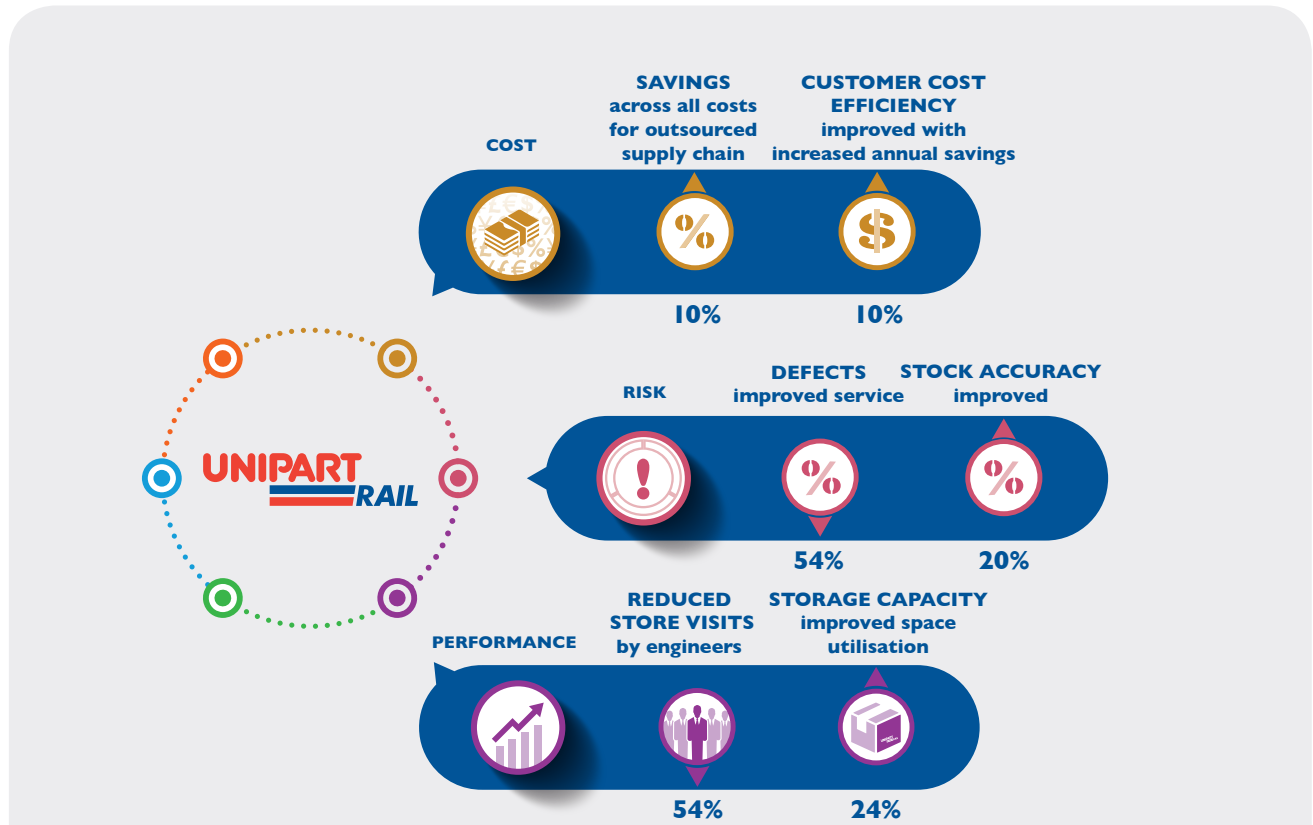 COST
SAVINGS
across all costs
for outsourced
supply chain
CUSTOMER COST
EFFICIENCY
improved with
increased annual savings
10%
10%
UNIPART
RAIL
RISK
DEFECTS
improved service
STOCK ACCURACY
improved
54%
20%
PERFORMANCE
REDUCED
STORE VISITS
by engineers
STORAGE CAPACITY
improved space
utilisation
54%
24%